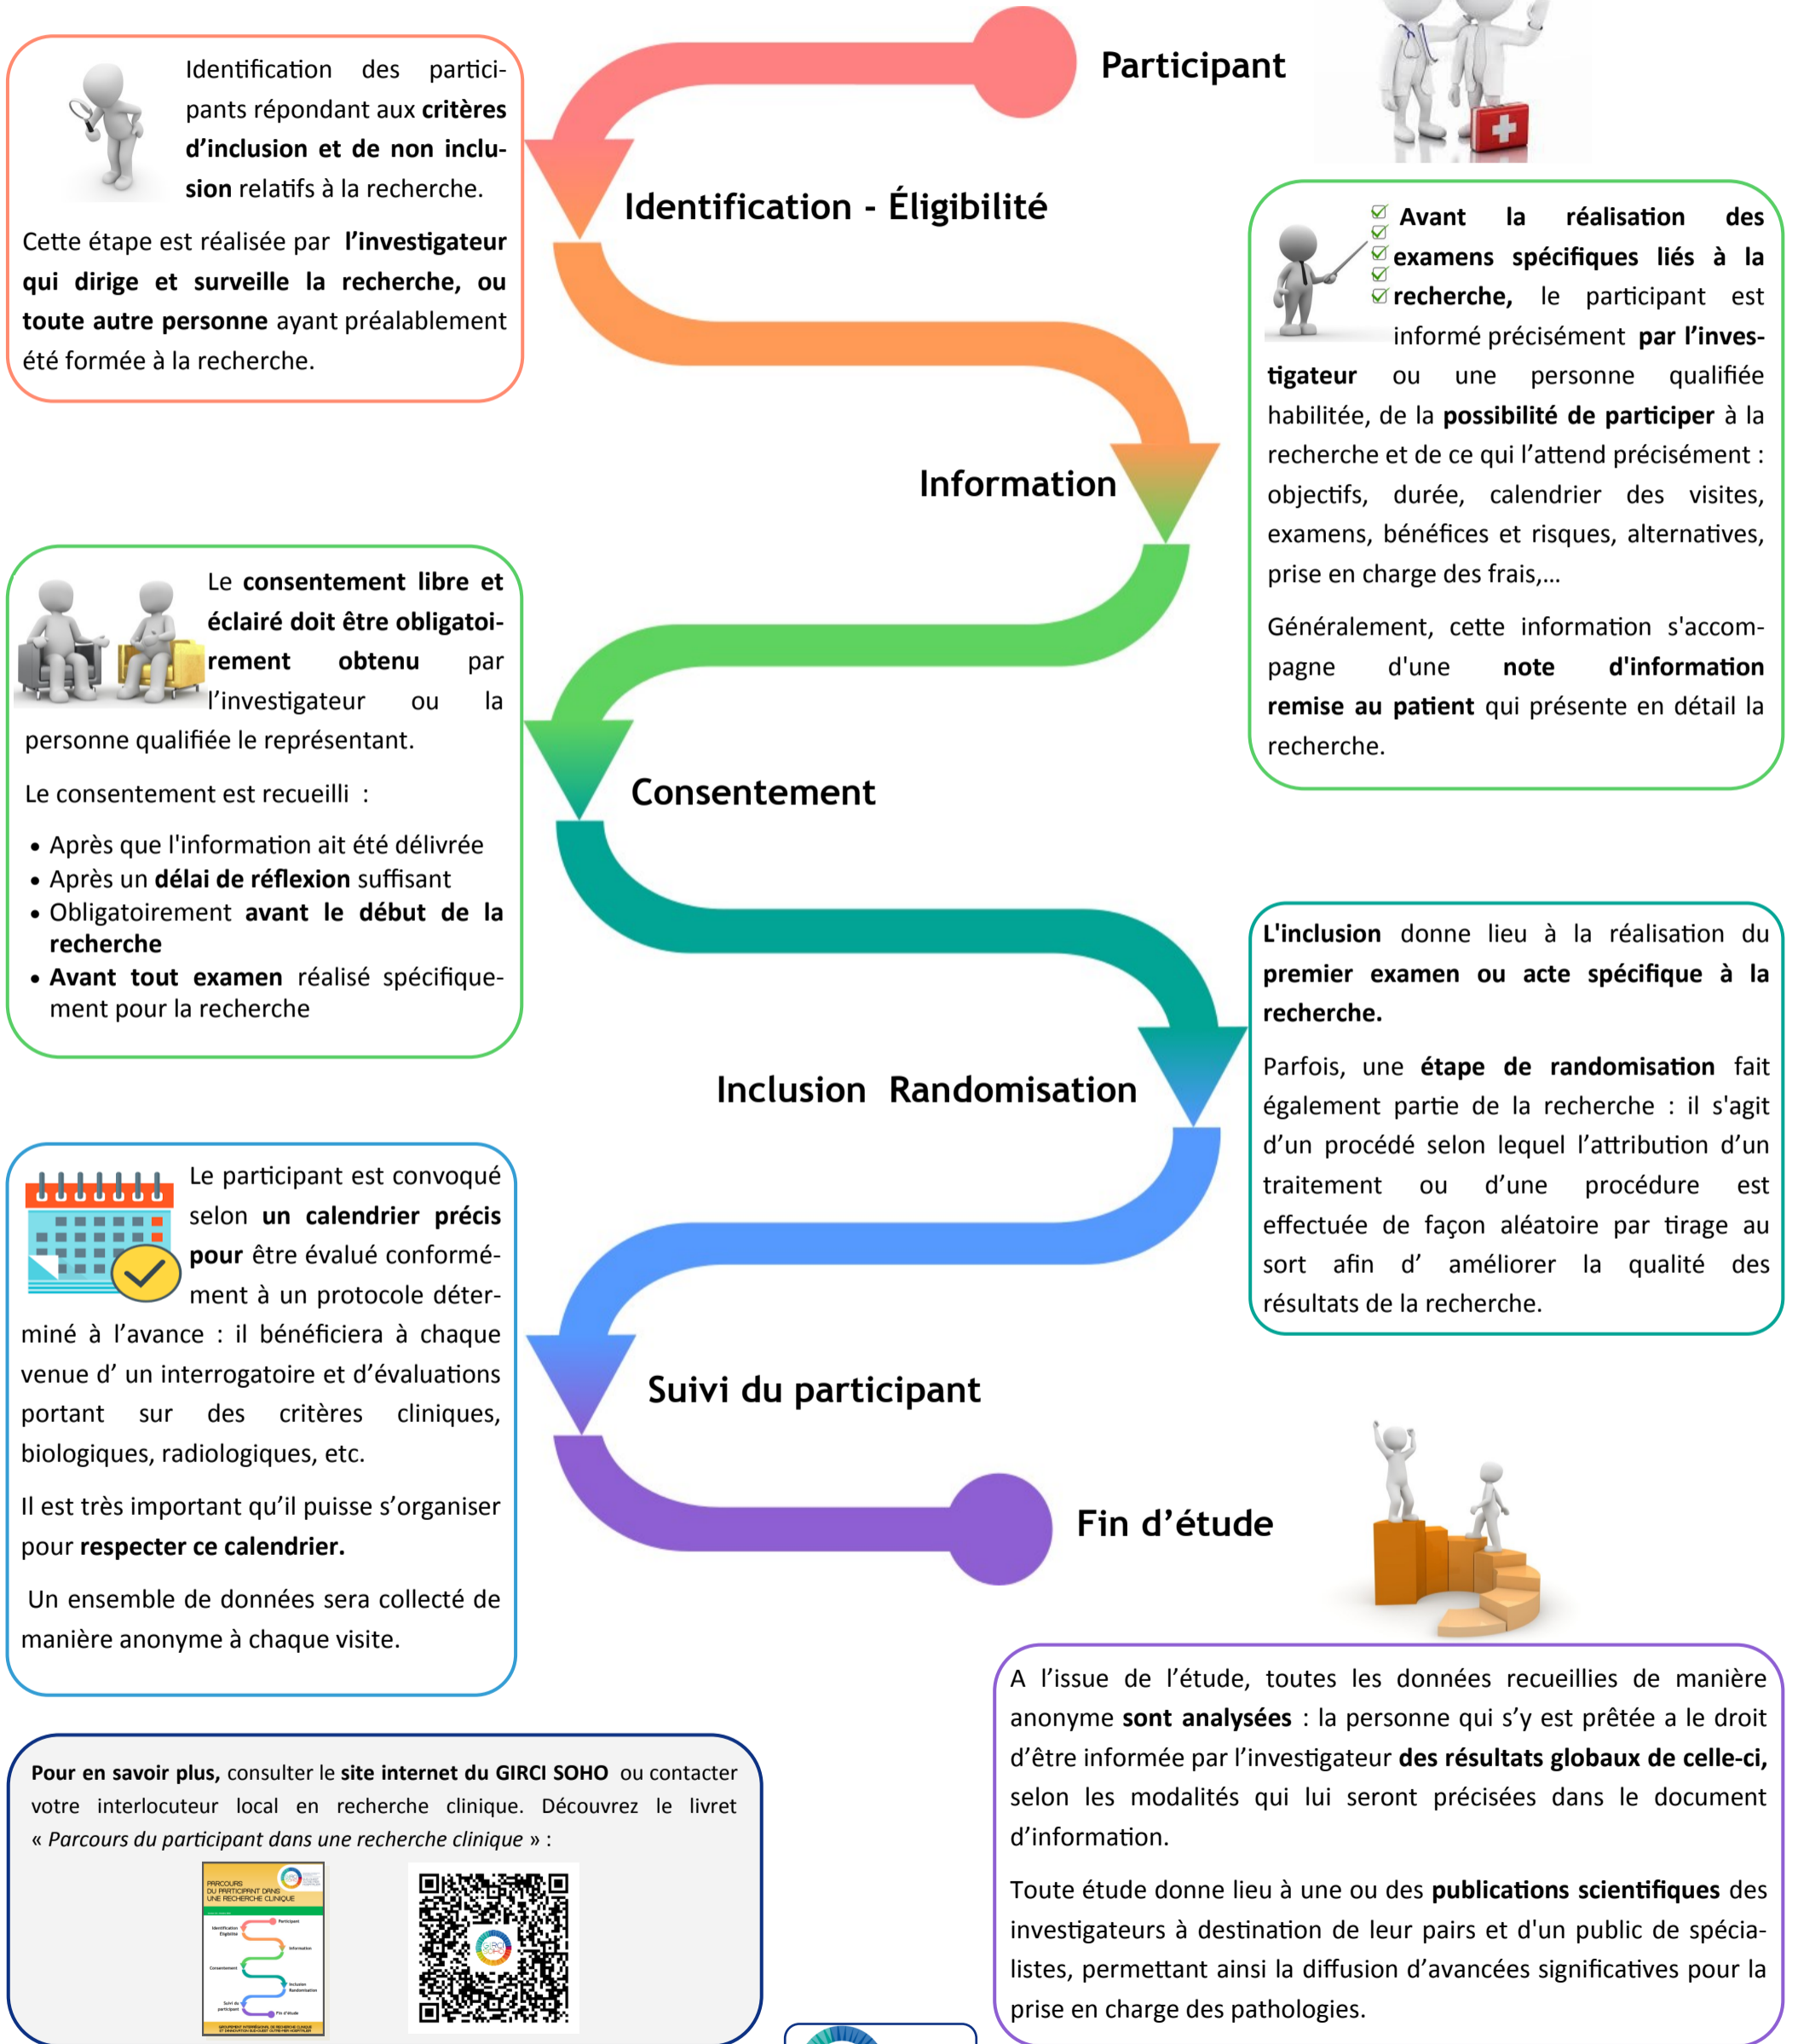 Participant
Identification des partici-
pants répondant aux critères
d’inclusion et de non inclu-
sion relatifs à la recherche.
Cette étape est réalisée par l’investigateur
qui dirige et surveille la recherche, ou
toute autre personne ayant préalablement
été formée à la recherche.
Identification - Éligibilité
Avant la réalisation des
examens spécifiques liés à la
recherche, le participant est
informé précisément par l’inves-
tigateur ou une personne qualifiée
habilitée, de la possibilité de participer à la
recherche et de ce qui l’attend précisément :
objectifs, durée, calendrier des visites,
examens, bénéfices et risques, alternatives,
prise en charge des frais,...
Généralement, cette information s'accom-
pagne d'une note d'information
remise au patient qui présente en détail la
recherche.
Information
Le consentement libre et
éclairé doit être obligatoi-
rement obtenu par
l’investigateur ou la
personne qualifiée le représentant.
Le consentement est recueilli :
• Après que l'information ait été délivrée
• Après un délai de réflexion suffisant
• Obligatoirement avant le début de la
recherche
• Avant tout examen réalisé spécifique-
ment pour la recherche
Consentement
L'inclusion donne lieu à la réalisation du
premier examen ou acte spécifique à la
recherche.
Parfois, une étape de randomisation fait
également partie de la recherche : il s'agit
d’un procédé selon lequel l’attribution d’un
traitement ou d’une procédure est
effectuée de façon aléatoire par tirage au
sort afin d’ améliorer la qualité des
résultats de la recherche.
Inclusion Randomisation
Le participant est convoqué
selon un calendrier précis
pour être évalué conformé-
ment à un protocole déter-
miné à l’avance : il bénéficiera à chaque
venue d’ un interrogatoire et d’évaluations
portant sur des critères cliniques,
biologiques, radiologiques, etc.
Il est très important qu’il puisse s’organiser
pour respecter ce calendrier.
Un ensemble de données sera collecté de
manière anonyme à chaque visite.
Suivi du participant
Fin d’étude
A l’issue de l’étude, toutes les données recueillies de manière
anonyme sont analysées : la personne qui s’y est prêtée a le droit
d’être informée par l’investigateur des résultats globaux de celle-ci,
selon les modalités qui lui seront précisées dans le document
d’information.
Toute étude donne lieu à une ou des publications scientifiques des
investigateurs à destination de leur pairs et d'un public de spécia-
listes, permettant ainsi la diffusion d’avancées significatives pour la
prise en charge des pathologies.
Pour en savoir plus, consulter le site internet du GIRCI SOHO ou contacter
votre interlocuteur local en recherche clinique. Découvrez le livret
« Parcours du participant dans une recherche clinique » :
PARCOURS
DU PARTICIPANT DANS
UNE RECHERCHE CLINIQUE
Participant
Identification
Éligibilité
Information
Consentement
Inclusion
Randomisation
Suivi du
participant
Fin d'étude